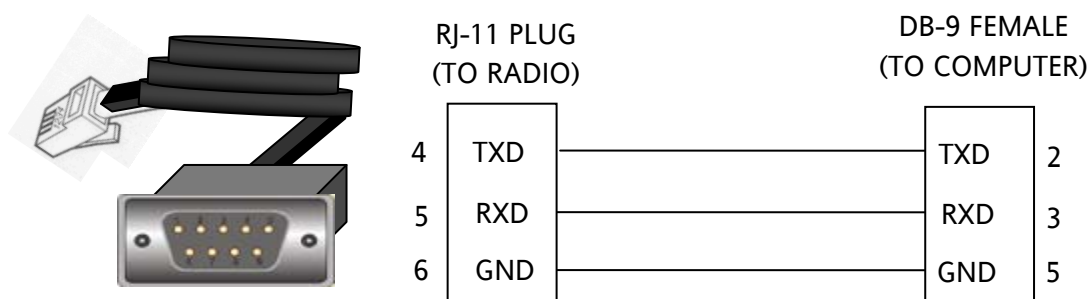 RJ-11 PLUG
(TO RADIO)
DB-9 FEMALE
(TO COMPUTER)
4 TXD TXD 2
5 RXD RXD 3
6 GND GND 5